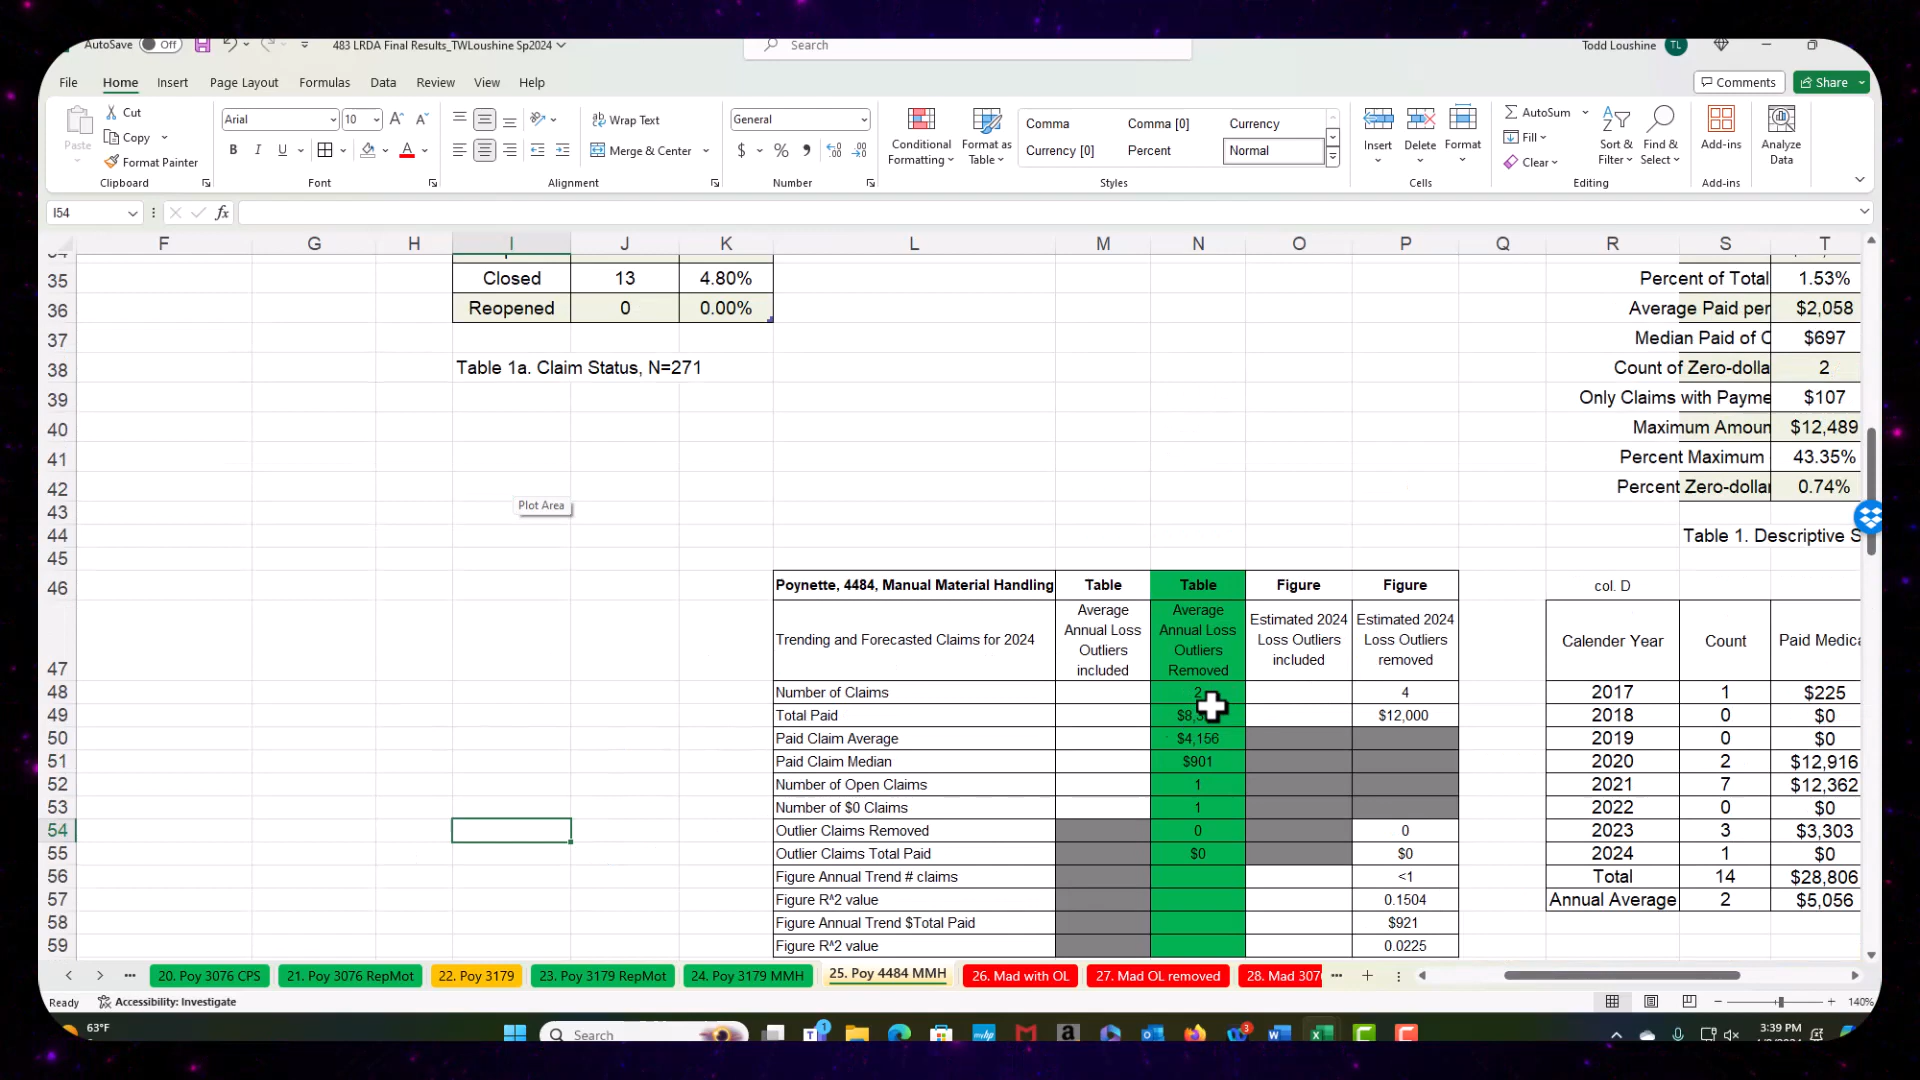 AutoSave Off 483 LRDA Final Results_TWLoushine Sp2024 Search Todd Loushine TL
File Home Insert Page Layout Formulas Data Review View Help Comments Share
Paste Cut Copy Format Painter Clipboard
Arial 10 A A B I U A Font
Wrap Text Merge & Center Alignment
General $ % Number
Conditional Formatting Format as Table Comma Comma [0] Currency Currency [0] Percent Normal Styles
Insert Delete Format Cells
AutoSum Fill Clear Sort & Filter Find & Select Editing
Add-ins Add-ins Analyze Data
I54 fx
F G H I J K L M N O P Q R S T
35 Closed 13 4.80% Percent of Total 1.53%
36 Reopened 0 0.00% Average Paid per $2,058
37 Median Paid of C $697
38 Table 1a. Claim Status, N=271 Count of Zero-dolla 2
39 Only Claims with Payme $107
40 Maximum Amoun $12,489
41 Percent Maximum 43.35%
42 Percent Zero-dollar 0.74%
43 Plot Area
44 Table 1. Descriptive S
45
46 Poynette, 4484, Manual Material Handling Table Table Figure Figure col. D
47 Trending and Forecasted Claims for 2024 Average Annual Loss Outliers included Average Annual Loss Outliers Removed Estimated 2024 Loss Outliers included Estimated 2024 Loss Outliers removed Calender Year Count Paid Medica
48 Number of Claims 2 4 2017 1 $225
49 Total Paid $8, $12,000 2018 0 $0
50 Paid Claim Average $4,156 2019 0 $0
51 Paid Claim Median $901 2020 2 $12,916
52 Number of Open Claims 1 2021 7 $12,362
53 Number of $0 Claims 1 2022 0 $0
54 Outlier Claims Removed 0 0 2023 3 $3,303
55 Outlier Claims Total Paid $0 $0 2024 1 $0
56 Figure Annual Trend # claims <1 Total 14 $28,806
57 Figure R^2 value 0.1504 Annual Average 2 $5,056
58 Figure Annual Trend $Total Paid $921
59 Figure R^2 value 0.0225
20. Poy 3076 CPS 21. Poy 3076 RepMot 22. Poy 3179 23. Poy 3179 RepMot 24. Poy 3179 MMH 25. Poy 4484 MMH 26. Mad with OL 27. Mad OL removed 28. Mad 3076
Ready Accessibility: Investigate 140%
63°F Search 1 mhp a 3 3:39 PM